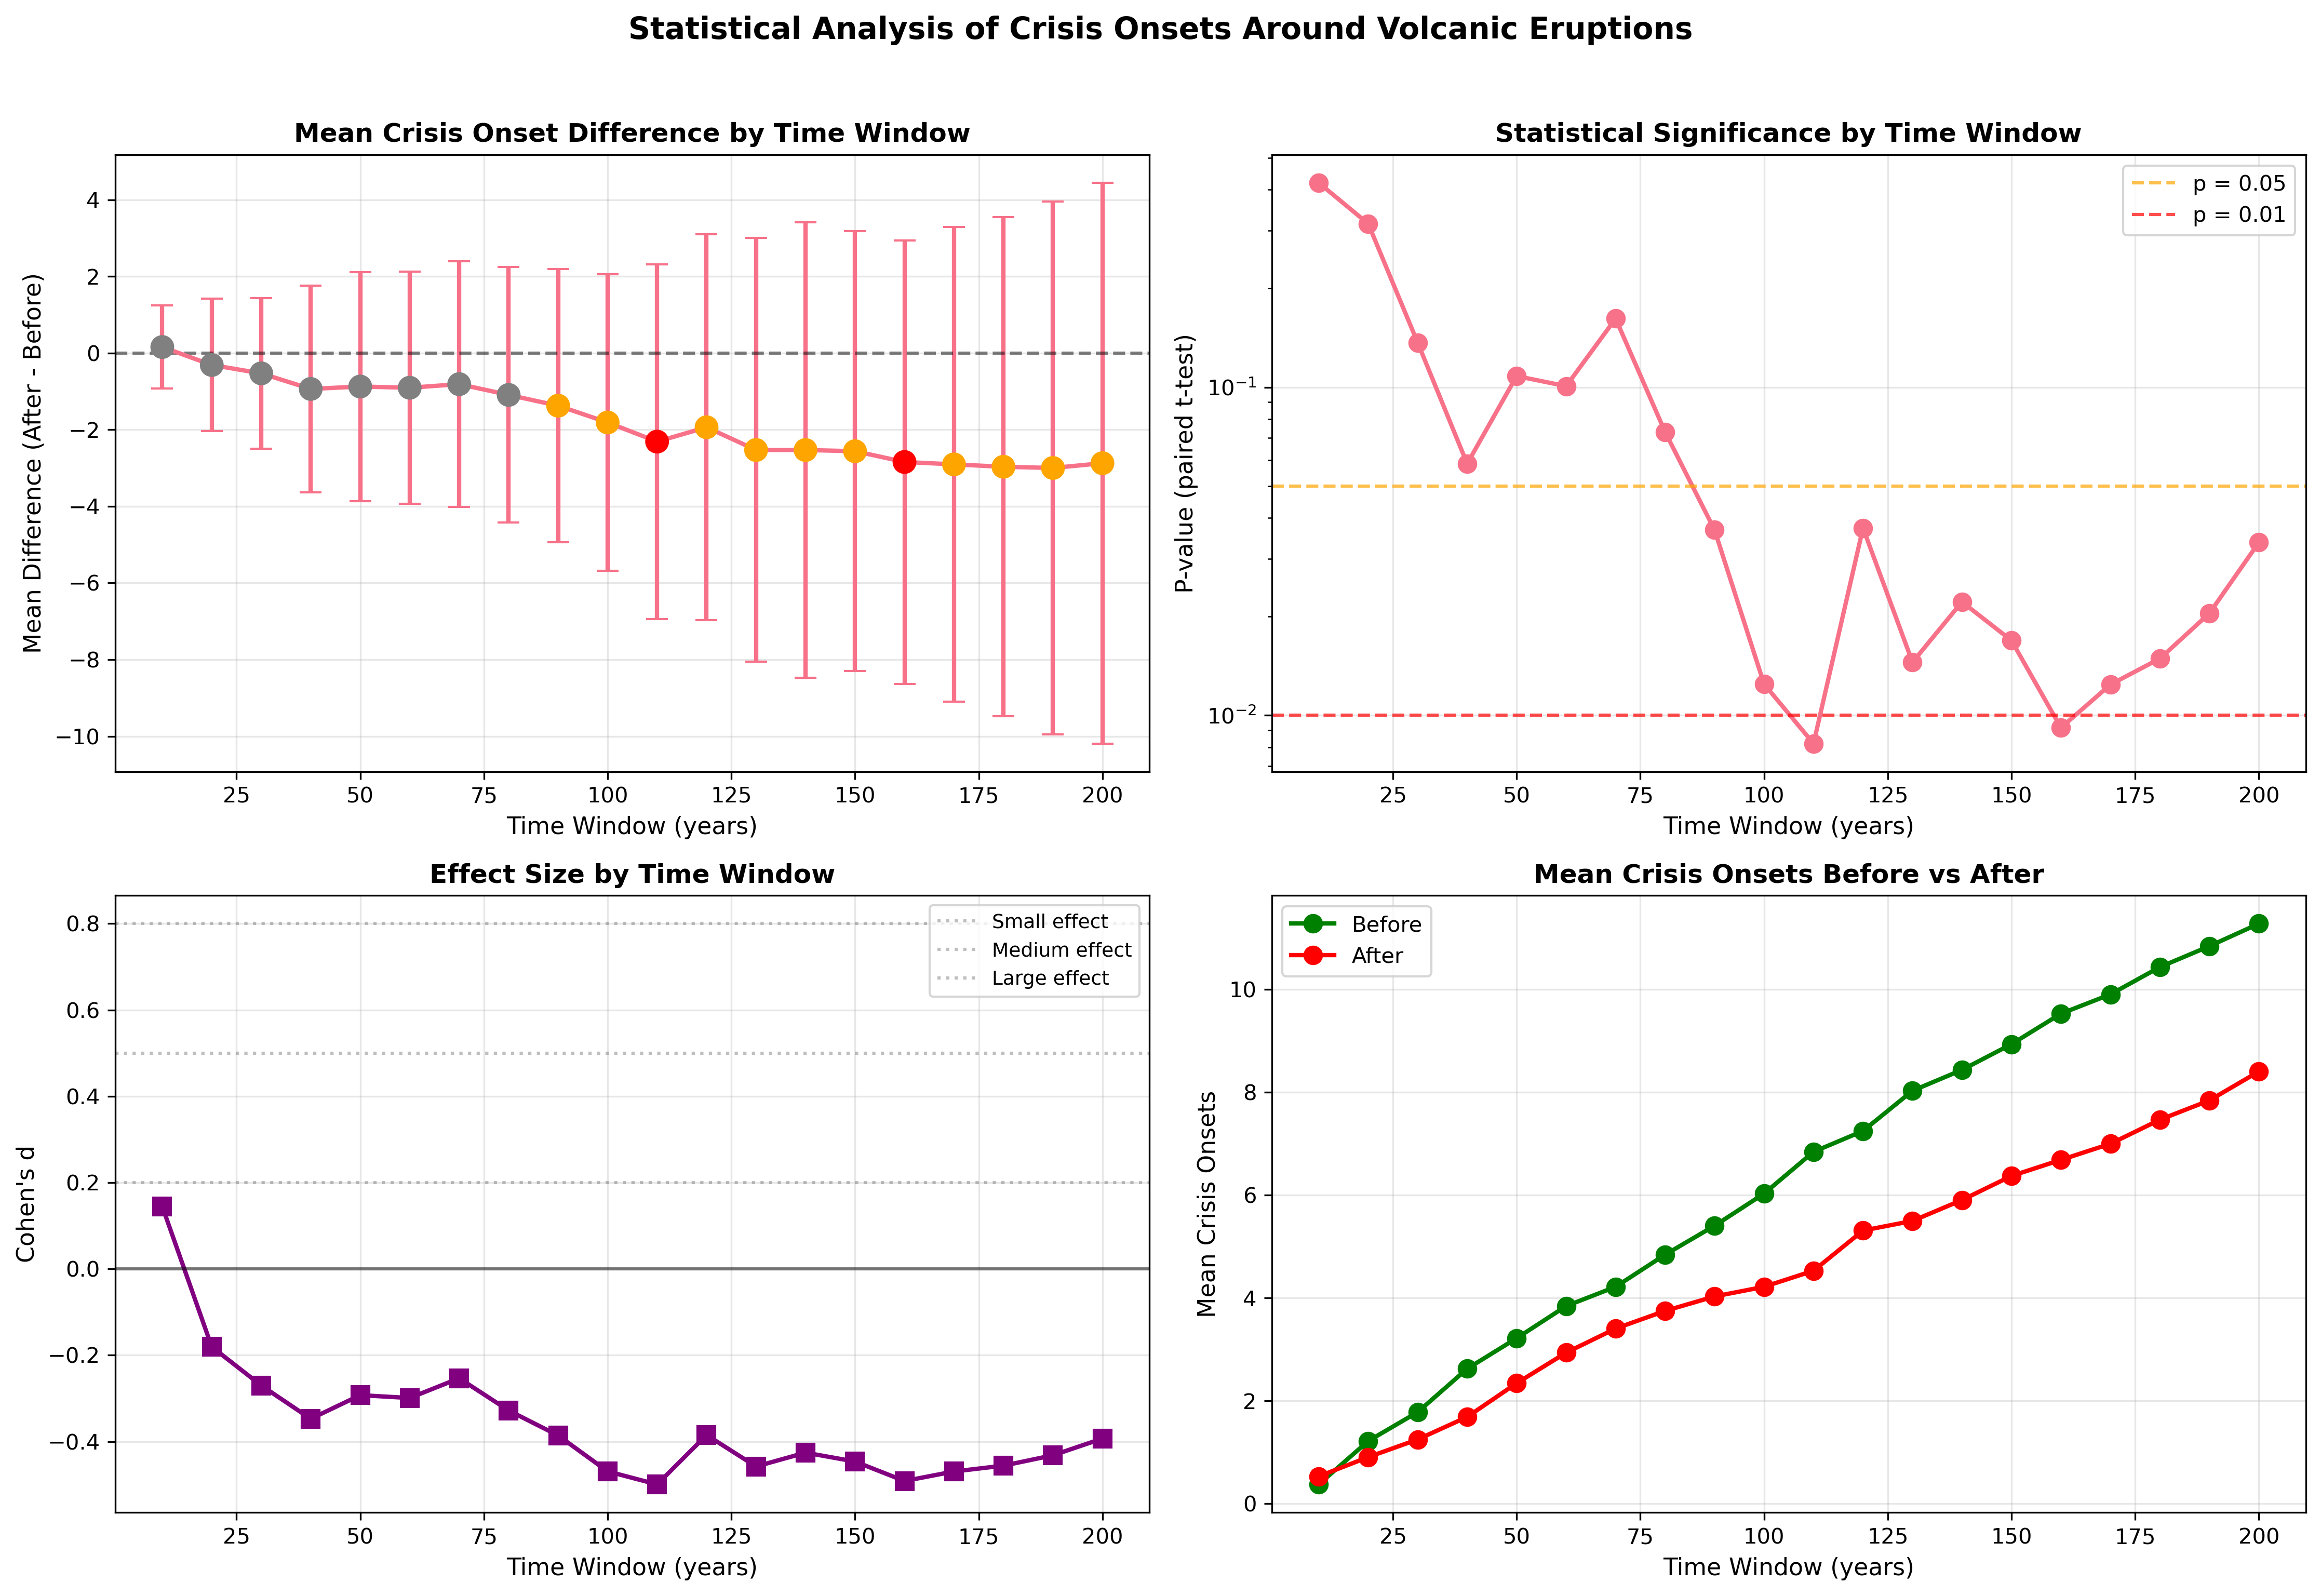 Statistical Analysis of Crisis Onsets Around Volcanic Eruptions
Mean Crisis Onset Difference by Time Window
Mean Difference (After - Before)
4
2
0
−2
−4
−6
−8
−10
25 50 75 100 125 150 175 200
Time Window (years)
Statistical Significance by Time Window
P-value (paired t-test)
p = 0.05
p = 0.01
10⁻¹
10⁻²
25 50 75 100 125 150 175 200
Time Window (years)
Effect Size by Time Window
Cohen's d
Small effect
Medium effect
Large effect
0.8
0.6
0.4
0.2
0.0
−0.2
−0.4
25 50 75 100 125 150 175 200
Time Window (years)
Mean Crisis Onsets Before vs After
Mean Crisis Onsets
Before
After
10
8
6
4
2
0
25 50 75 100 125 150 175 200
Time Window (years)